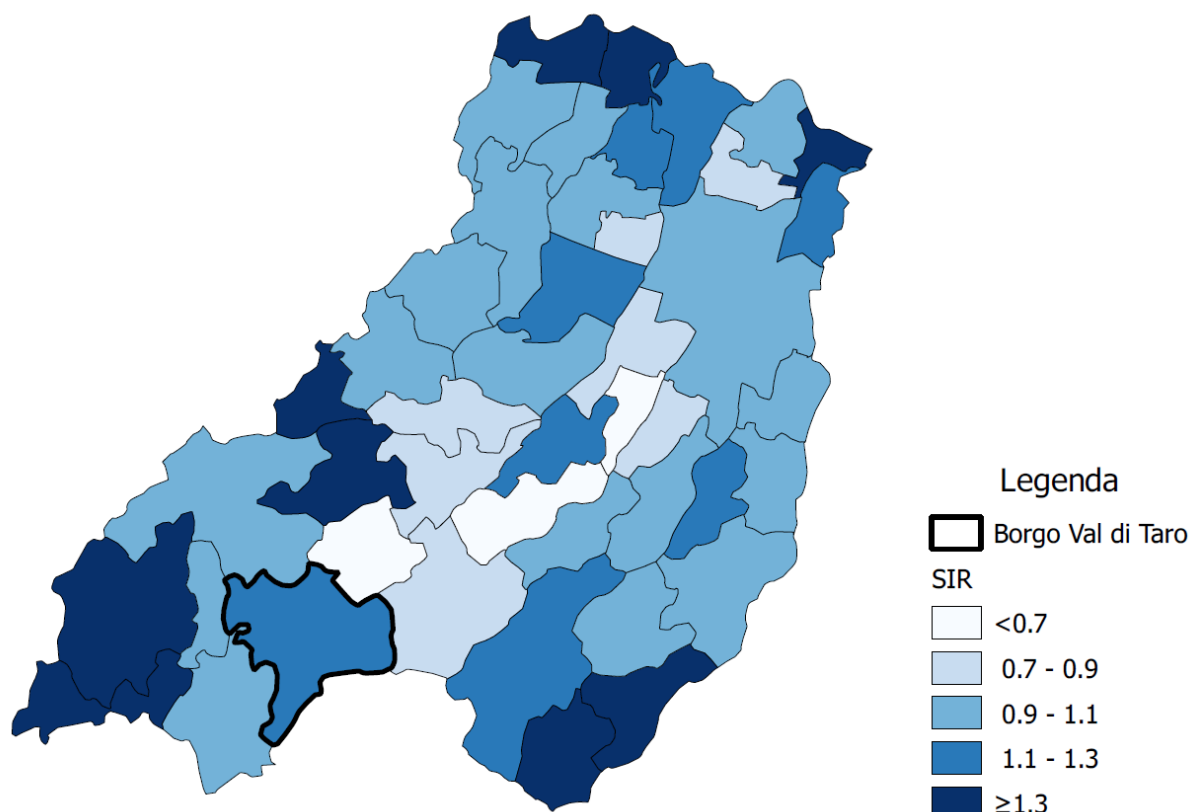 Legenda
Borgo Val di Taro
SIR
<0.7
0.7 - 0.9
0.9 - 1.1
1.1 - 1.3
≥1.3